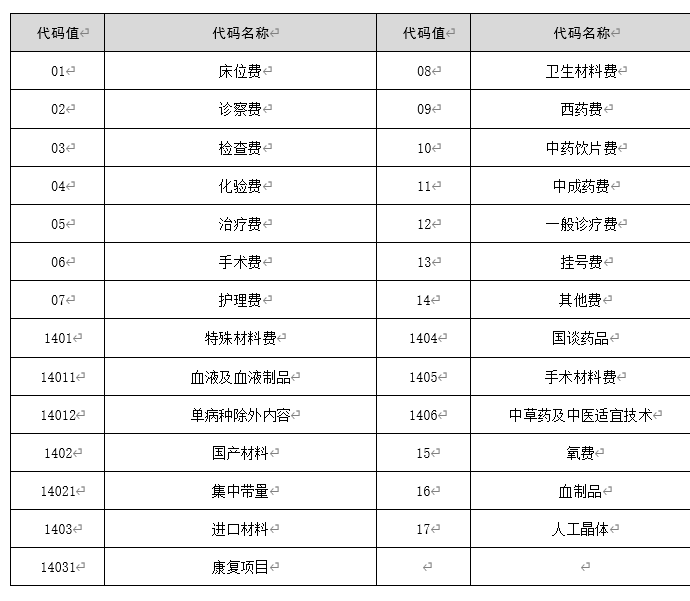 代码值 代码名称 代码值 代码名称
01 床位费 08 卫生材料费
02 诊察费 09 西药费
03 检查费 10 中药饮片费
04 化验费 11 中成药费
05 治疗费 12 一般诊疗费
06 手术费 13 挂号费
07 护理费 14 其他费
1401 特殊材料费 1404 国谈药品
14011 血液及血液制品 1405 手术材料费
14012 单病种除外内容 1406 中草药及中医适宜技术
1402 国产材料 15 氧费
14021 集中带量 16 血制品
1403 进口材料 17 人工晶体
14031 康复项目